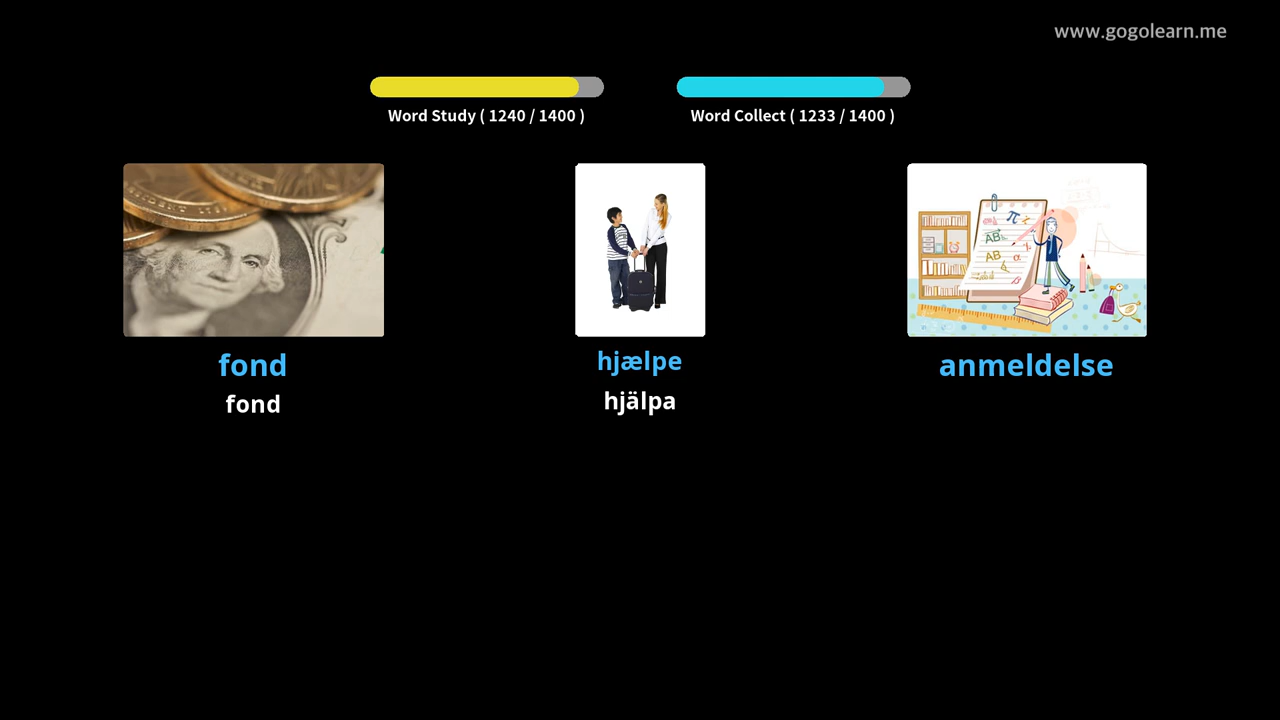 www.gogolearn.me
Word Study ( 1240 / 1400 )
Word Collect ( 1233 / 1400 )
fond
hjælpe
anmeldelse
fond
hjälpa